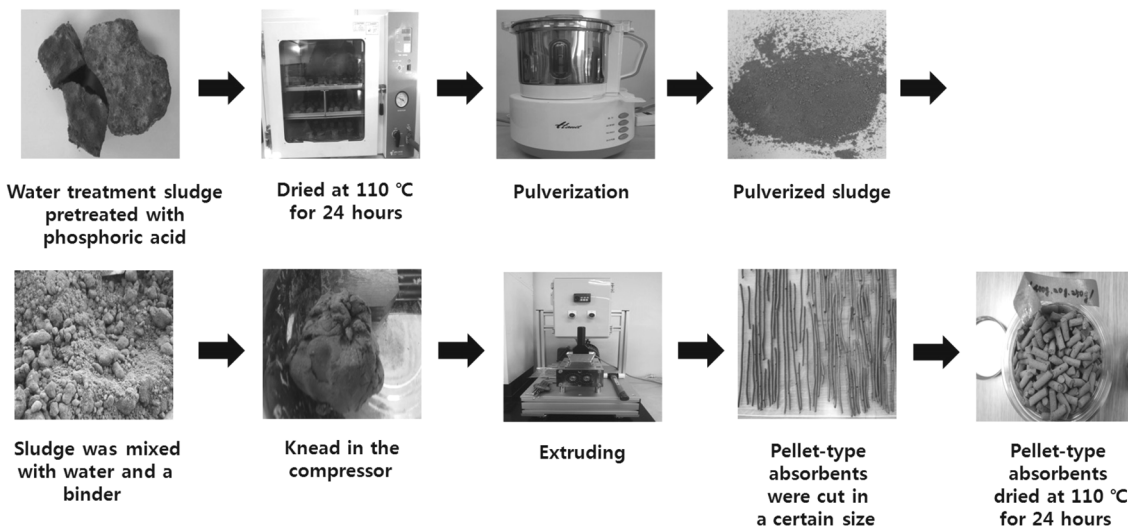 Water treatment sludge
pretreated with
phosphoric acid
Dried at 110 ℃
for 24 hours
Pulverization
Pulverized sludge
Sludge was mixed
with water and a
binder
Knead in the
compressor
Extruding
Pellet-type
absorbents
were cut in
a certain size
Pellet-type
absorbents
dried at 110 ℃
for 24 hours